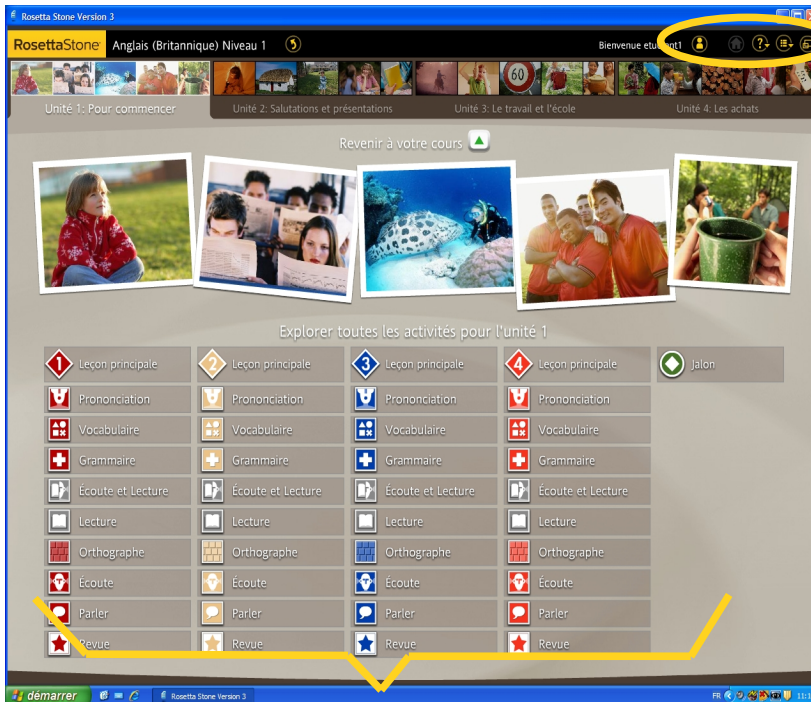 Rosetta Stone Version 3
RosettaStone Anglais (Britannique) Niveau 1 Bienvenue etudiant1
Unité 1: Pour commencer Unité 2: Salutations et présentations Unité 3: Le travail et l'école Unité 4: Les achats
60
Revenir à votre cours
Explorer toutes les activités pour l'unité 1
1 Leçon principale 2 Leçon principale 3 Leçon principale 4 Leçon principale Jalon
Prononciation Prononciation Prononciation Prononciation
Vocabulaire Vocabulaire Vocabulaire Vocabulaire
Grammaire Grammaire Grammaire Grammaire
Écoute et Lecture Écoute et Lecture Écoute et Lecture Écoute et Lecture
Lecture Lecture Lecture Lecture
Orthographe Orthographe Orthographe Orthographe
Écoute Écoute Écoute Écoute
Parler Parler Parler Parler
Revue Revue Revue Revue
démarrer Rosetta Stone Version 3 FR